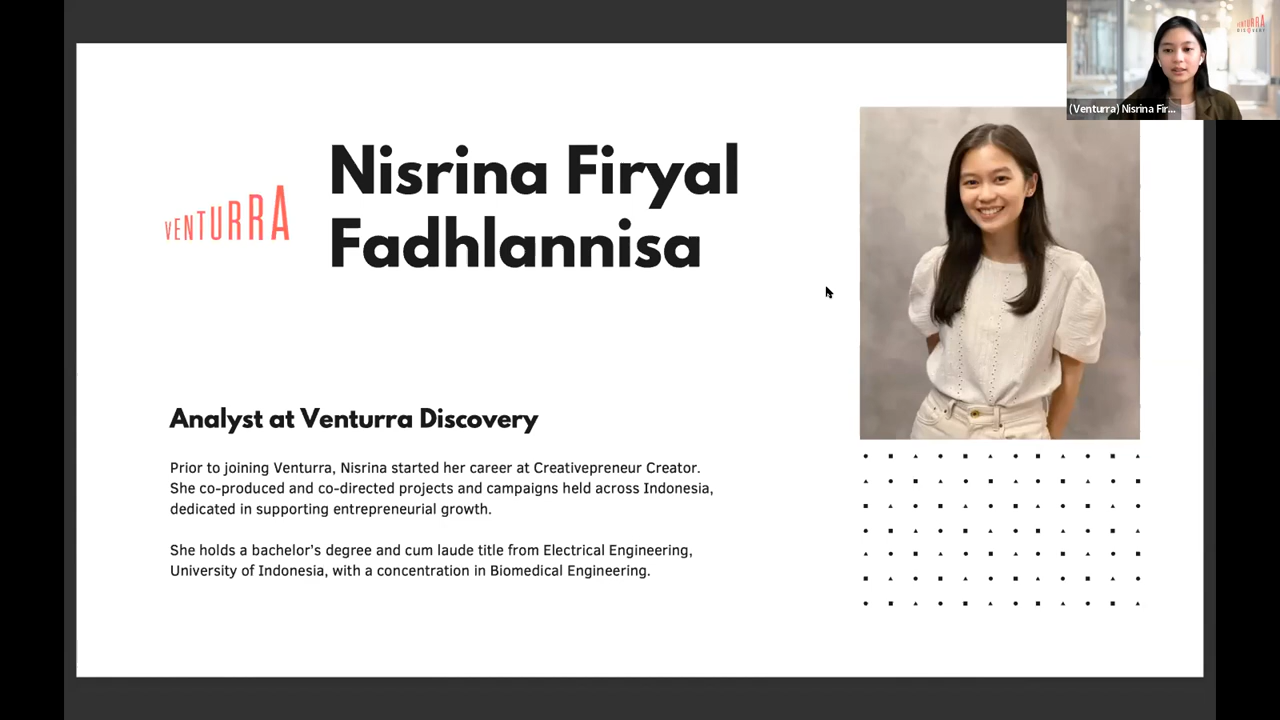 VENTURRA
DISCOVERY
(Venturra) Nisrina Fir...
VENTURRA
Nisrina Firyal
Fadhlannisa
Analyst at Venturra Discovery
Prior to joining Venturra, Nisrina started her career at Creativepreneur Creator.
She co-produced and co-directed projects and campaigns held across Indonesia,
dedicated in supporting entrepreneurial growth.
She holds a bachelor's degree and cum laude title from Electrical Engineering,
University of Indonesia, with a concentration in Biomedical Engineering.